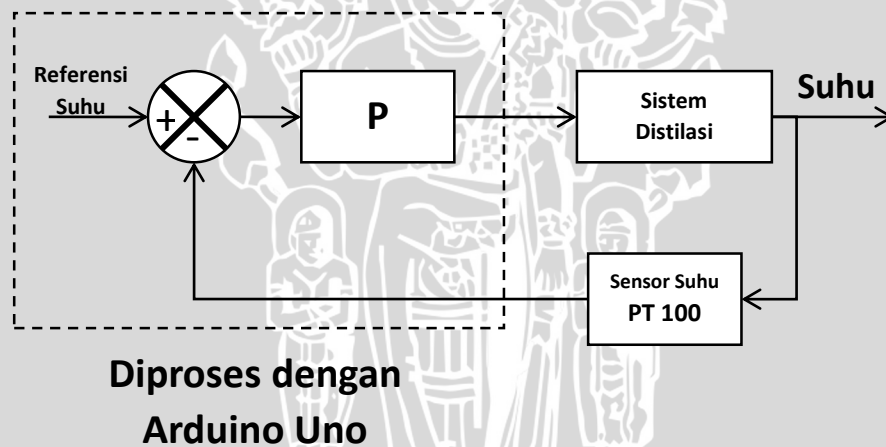 Referensi
Suhu
+
-
P
Sistem
Distilasi
Suhu
Sensor Suhu
PT 100
Diproses dengan
Arduino Uno